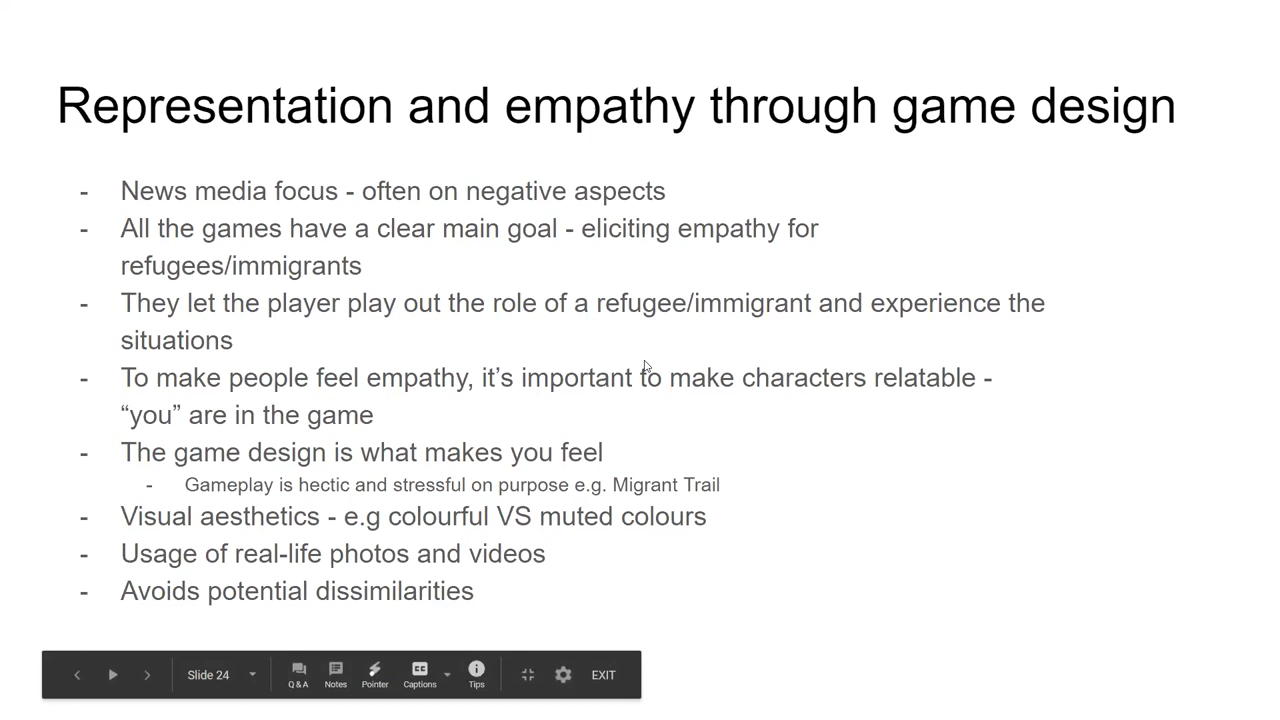 Representation and empathy through game design
- News media focus - often on negative aspects
- All the games have a clear main goal - eliciting empathy for
refugees/immigrants
- They let the player play out the role of a refugee/immigrant and experience the
situations
- To make people feel empathy, it’s important to make characters relatable -
“you” are in the game
- The game design is what makes you feel
- Gameplay is hectic and stressful on purpose e.g. Migrant Trail
- Visual aesthetics - e.g colourful VS muted colours
- Usage of real-life photos and videos
- Avoids potential dissimilarities
Slide 24 Q & A Notes Pointer CC Captions Tips EXIT